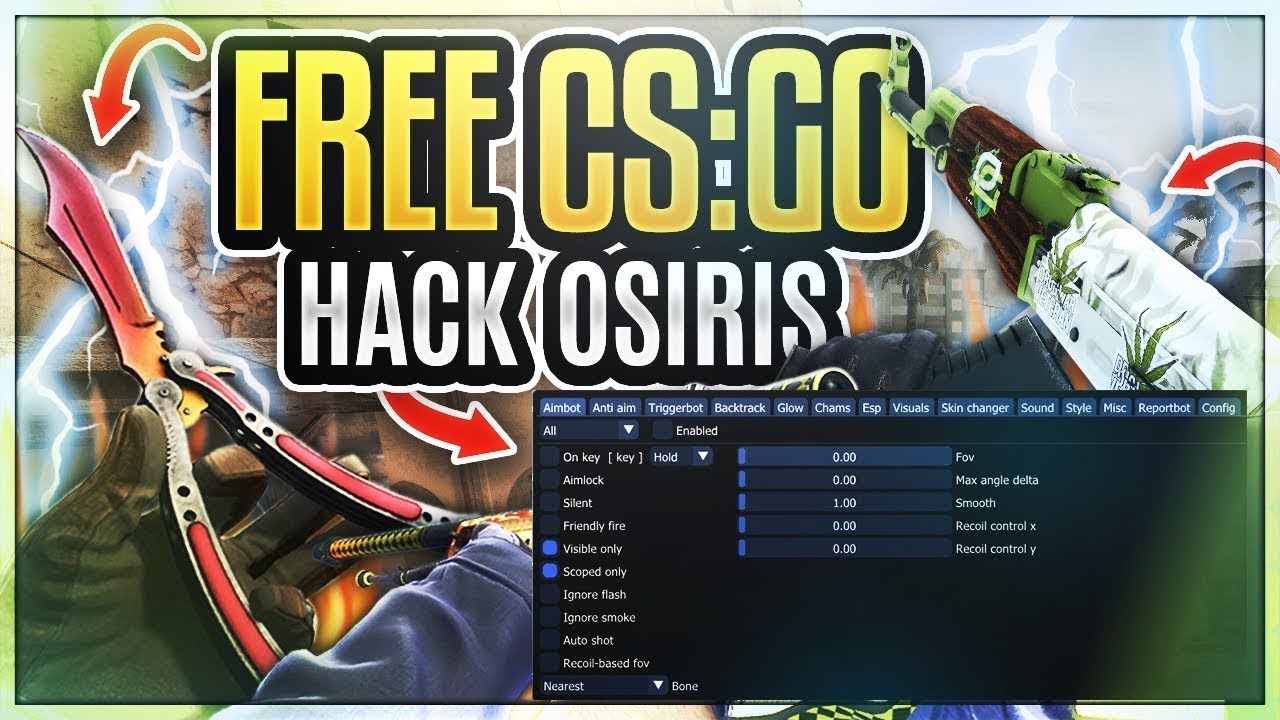 FREE CS:GO
HACK OSIRIS
Aimbot Anti aim Triggerbot Backtrack Glow Chams Esp Visuals Skin changer Sound Style Misc Reportbot Config
All Enabled
On key [ key ] Hold 0.00 Fov
Aimlock 0.00 Max angle delta
Silent 1.00 Smooth
Friendly fire 0.00 Recoil control x
Visible only 0.00 Recoil control y
Scoped only
Ignore flash
Ignore smoke
Auto shot
Recoil-based fov
Nearest Bone